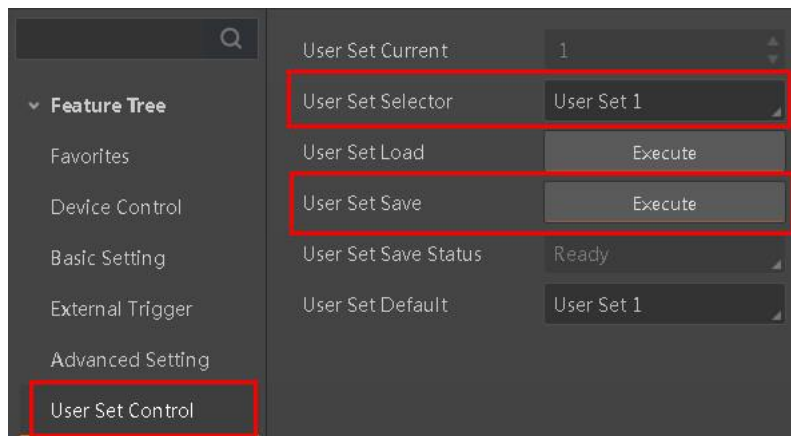 Feature Tree
Favorites
Device Control
Basic Setting
External Trigger
Advanced Setting
User Set Control
User Set Current 1
User Set Selector User Set 1
User Set Load Execute
User Set Save Execute
User Set Save Status Ready
User Set Default User Set 1